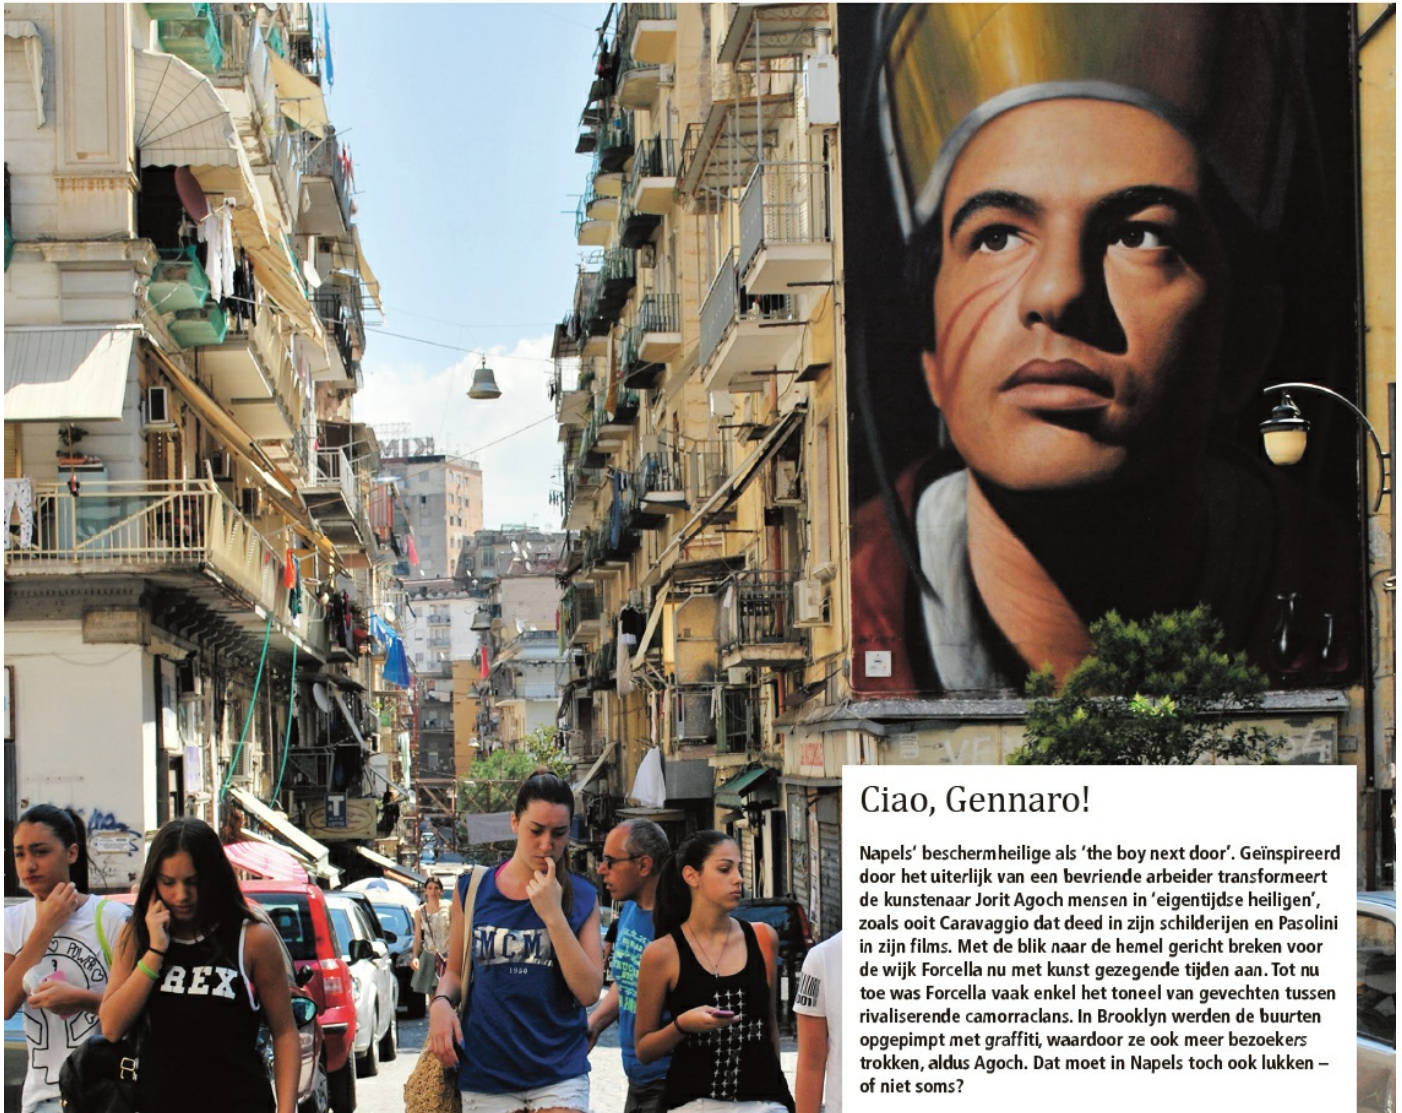 REX
MCM
1960
Ciao, Gennaro!
Napels‘ beschermheilige als ‘the boy next door’. Geïnspireerd
door het uiterlijk van een bevriende arbeider transformeert
de kunstenaar Jorit Agoch mensen in ‘eigentijdse heiligen’,
zoals ooit Caravaggio dat deed in zijn schilderijen en Pasolini
in zijn films. Met de blik naar de hemel gericht breken voor
de wijk Forcella nu met kunst gezegende tijden aan. Tot nu
toe was Forcella vaak enkel het toneel van gevechten tussen
rivaliserende camorraclans. In Brooklyn werden de buurten
opgepimpt met graffiti, waardoor ze ook meer bezoekers
trokken, aldus Agoch. Dat moet in Napels toch ook lukken –
of niet soms?